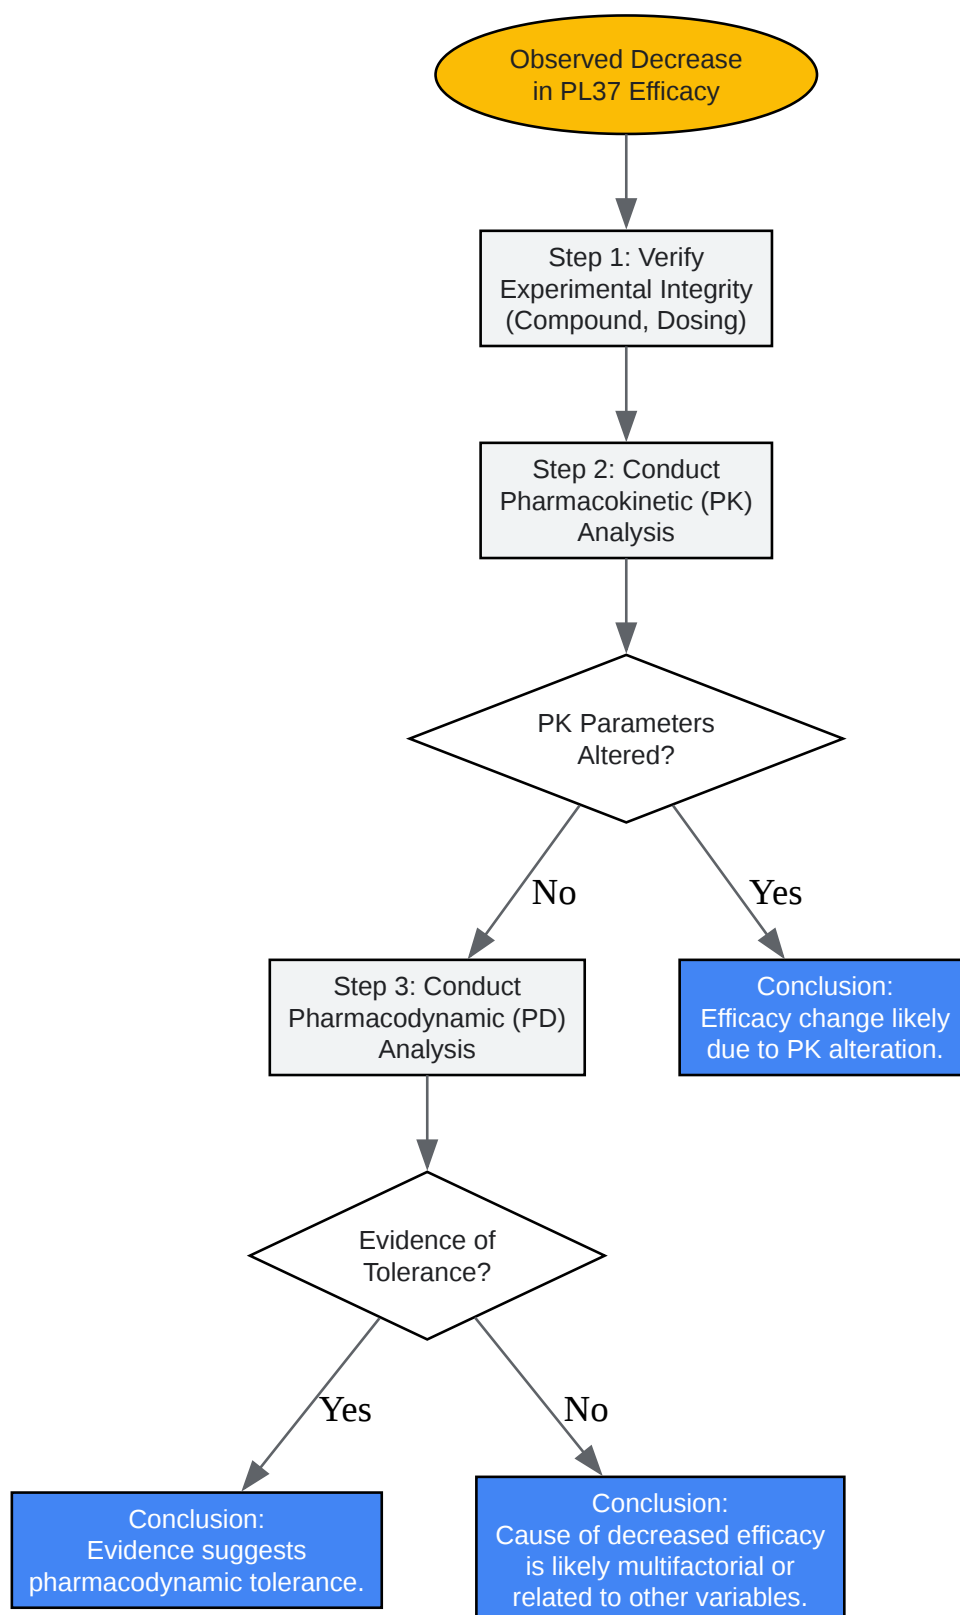 Observed Decrease
in PL37 Efficacy
Step 1: Verify
Experimental Integrity
(Compound, Dosing)
Step 2: Conduct
Pharmacokinetic (PK)
Analysis
PK Parameters
Altered?
No
Yes
Step 3: Conduct
Pharmacodynamic (PD)
Analysis
Conclusion:
Efficacy change likely
due to PK alteration.
Evidence of
Tolerance?
Yes
No
Conclusion:
Evidence suggests
pharmacodynamic tolerance.
Conclusion:
Cause of decreased efficacy
is likely multifactorial or
related to other variables.